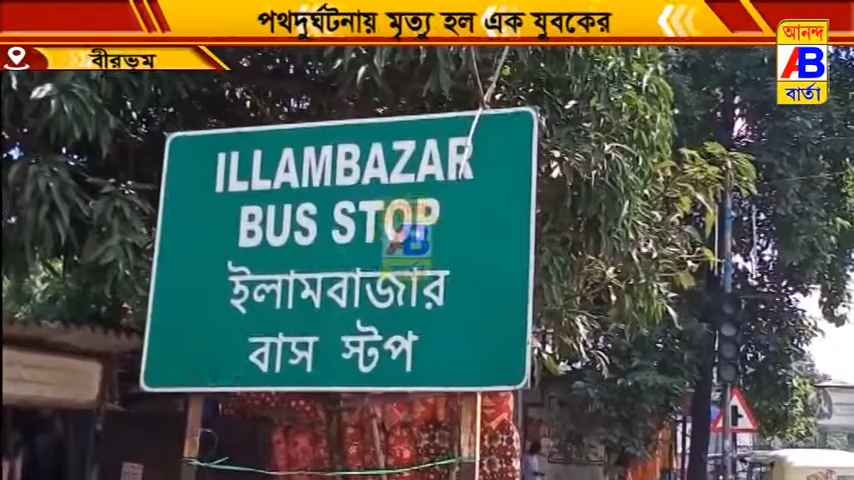 পথদুর্ঘটনায় মৃত্যু হল এক যুবকের
বীরভূম
আনন্দ
AB
বার্তা
ILLAMBAZAR
BUS STOP
ইলামবাজার
বাস স্টপ